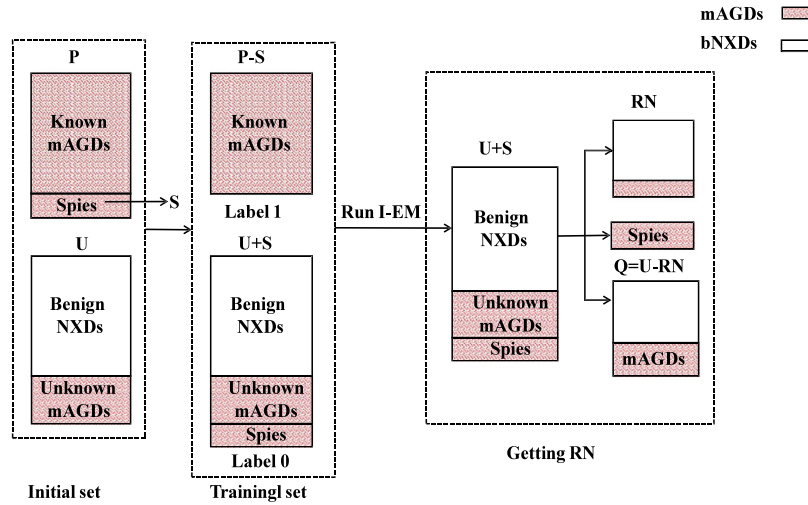 mAGDs
bNXDs
P
Known
mAGDs
Spies
S
U
Benign
NXDs
Unknown
mAGDs
Initial set
P-S
Known
mAGDs
Label 1
U+S
Benign
NXDs
Unknown
mAGDs
Spies
Label 0
Trainingl set
Run I-EM
U+S
Benign
NXDs
Unknown
mAGDs
Spies
RN
Spies
Q=U-RN
mAGDs
Getting RN